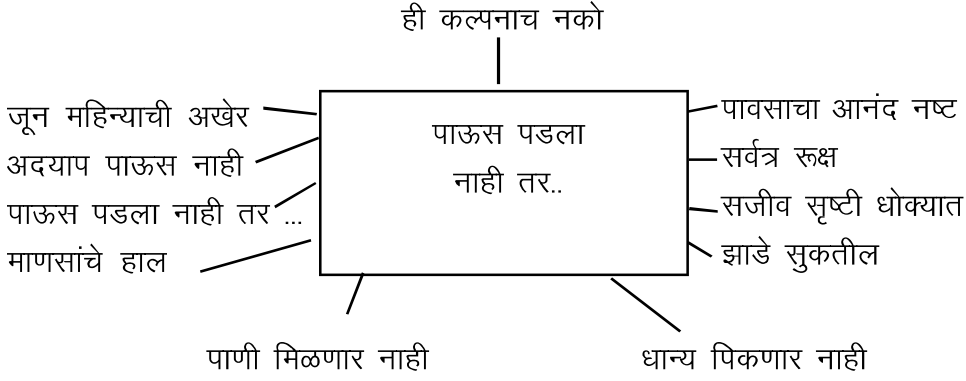 ही कल्पनाच नको
जून महिन्याची अखेर
अदयाप पाऊस नाही
पाऊस पडला नाही तर ...
माणसांचे हाल
पाऊस पडला
नाही तर..
पावसाचा आनंद नष्ट
सर्वत्र रूक्ष
सजीव सृष्टी धोक्यात
झाडे सुकतील
पाणी मिळणार नाही
धान्य पिकणार नाही